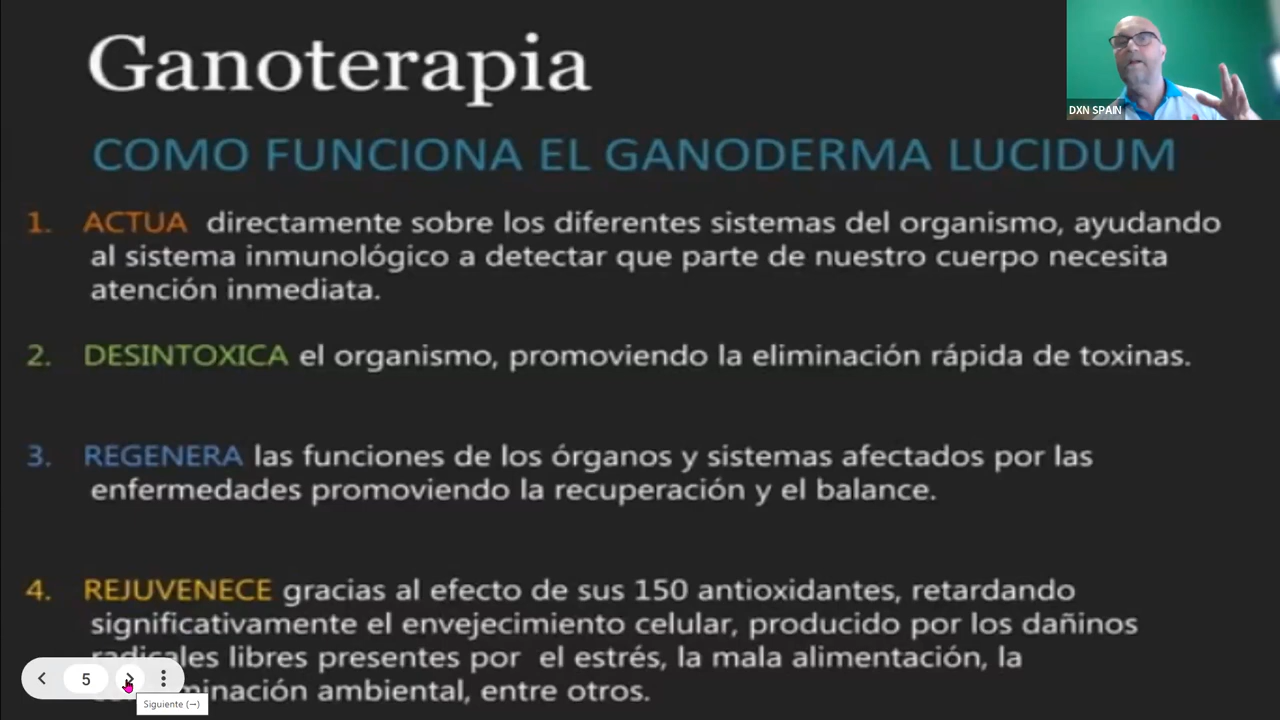 Ganoterapia
DXN SPAIN
COMO FUNCIONA EL GANODERMA LUCIDUM
1. ACTUA directamente sobre los diferentes sistemas del organismo, ayudando
al sistema inmunológico a detectar que parte de nuestro cuerpo necesita
atención inmediata.
2. DESINTOXICA el organismo, promoviendo la eliminación rápida de toxinas.
3. REGENERA las funciones de los órganos y sistemas afectados por las
enfermedades promoviendo la recuperación y el balance.
4. REJUVENECE gracias al efecto de sus 150 antioxidantes, retardando
significativamente el envejecimiento celular, producido por los dañinos
radicales libres presentes por el estrés, la mala alimentación, la
ambiental, entre otros.
5
Siguiente (→)